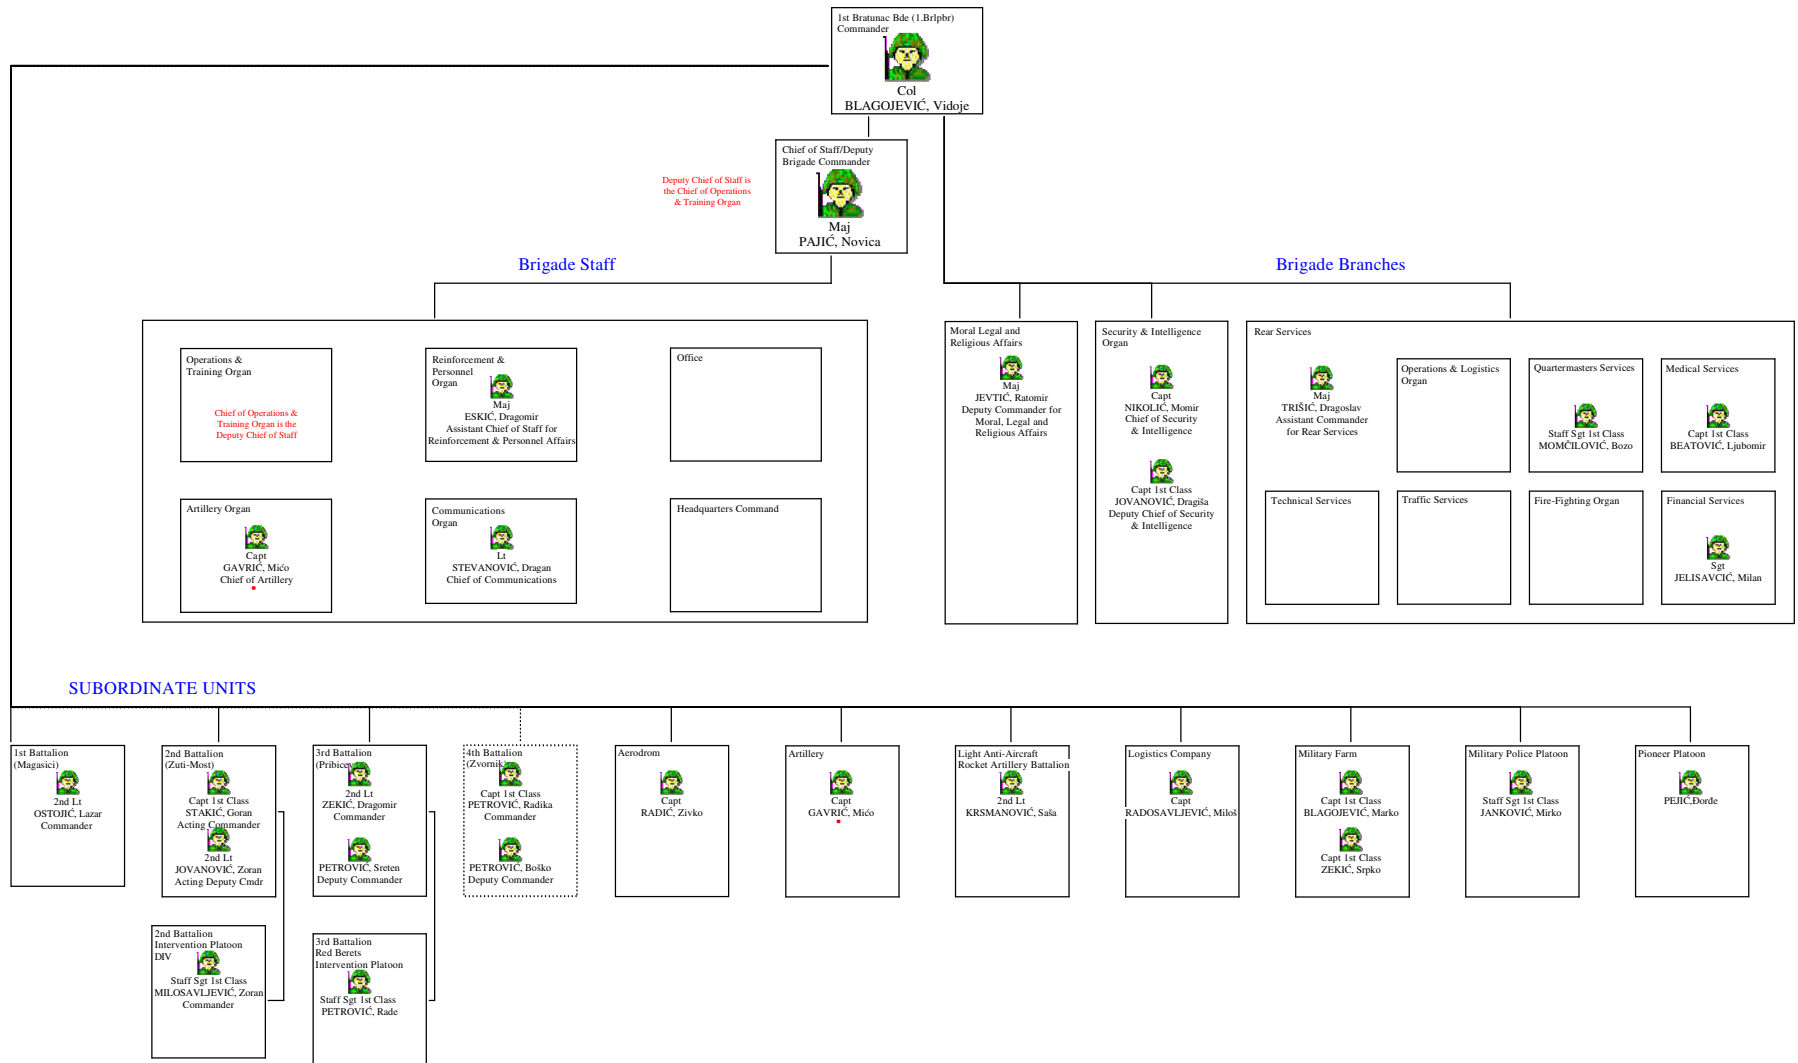 1st Bratunac Bde (1.Brlpbr)
Commander
Col
BLAGOJEVIĆ, Vidoje
Chief of Staff/Deputy
Brigade Commander
Maj
PAJIĆ, Novica
Deputy Chief of Staff is
the Chief of Operations
& Training Organ
Brigade Staff
Brigade Branches
Operations &
Training Organ
Chief of Operations &
Training Organ is the
Deputy Chief of Staff
Reinforcement &
Personnel
Organ
Maj
ESKIĆ, Dragomir
Assistant Chief of Staff for
Reinforcement & Personnel Affairs
Office
Artillery Organ
Capt
GAVRIĆ, Mićo
Chief of Artillery
Communications
Organ
Lt
STEVANOVIĆ, Dragan
Chief of Communications
Headquarters Command
Moral Legal and
Religious Affairs
Maj
JEVTIĆ, Ratomir
Deputy Commander for
Moral, Legal and
Religious Affairs
Security & Intelligence
Organ
Capt
NIKOLIĆ, Momir
Chief of Security
& Intelligence
Capt 1st Class
JOVANOVIĆ, Dragiša
Deputy Chief of Security
& Intelligence
Rear Services
Maj
TRIŠIĆ, Dragoslav
Assistant Commander
for Rear Services
Operations & Logistics
Organ
Quartermasters Services
Staff Sgt 1st Class
MOMČILOVIĆ, Bozo
Medical Services
Capt 1st Class
BEATOVIĆ, Ljubomir
Technical Services
Traffic Services
Fire-Fighting Organ
Financial Services
Sgt
JELISAVCIĆ, Milan
SUBORDINATE UNITS
1st Battalion
(Magasici)
2nd Lt
OSTOJIĆ, Lazar
Commander
2nd Battalion
(Zuti-Most)
Capt 1st Class
STAKIĆ, Goran
Acting Commander
2nd Lt
JOVANOVIĆ, Zoran
Acting Deputy Cmdr
2nd Battalion
Intervention Platoon
DIV
Staff Sgt 1st Class
MILOSAVLJEVIĆ, Zoran
Commander
3rd Battalion
2nd Lt
ZEKIĆ, Dragomir
Commander
PETROVIĆ, Sreten
Deputy Commander
3rd Battalion
Red Berets
Intervention Platoon
Staff Sgt 1st Class
PETROVIĆ, Rade
4th Battalion
(Zvornik)
Capt 1st Class
PETROVIĆ, Radika
Commander
PETROVIĆ, Boško
Deputy Commander
Aerodrom
Capt
RADIĆ, Zivko
Artillery
Capt
GAVRIĆ, Mićo
Light Anti-Aircraft
Rocket Artillery Battalion
2nd Lt
KRSMANOVIĆ, Saša
Logistics Company
Capt
RADOSAVLJEVIĆ, Miloš
Military Farm
Capt 1st Class
BLAGOJEVIĆ, Marko
Capt 1st Class
ZEKIĆ, Srpko
Military Police Platoon
Staff Sgt 1st Class
JANKOVIĆ, Mirko
Pioneer Platoon
PEJIĆ,Đorđe